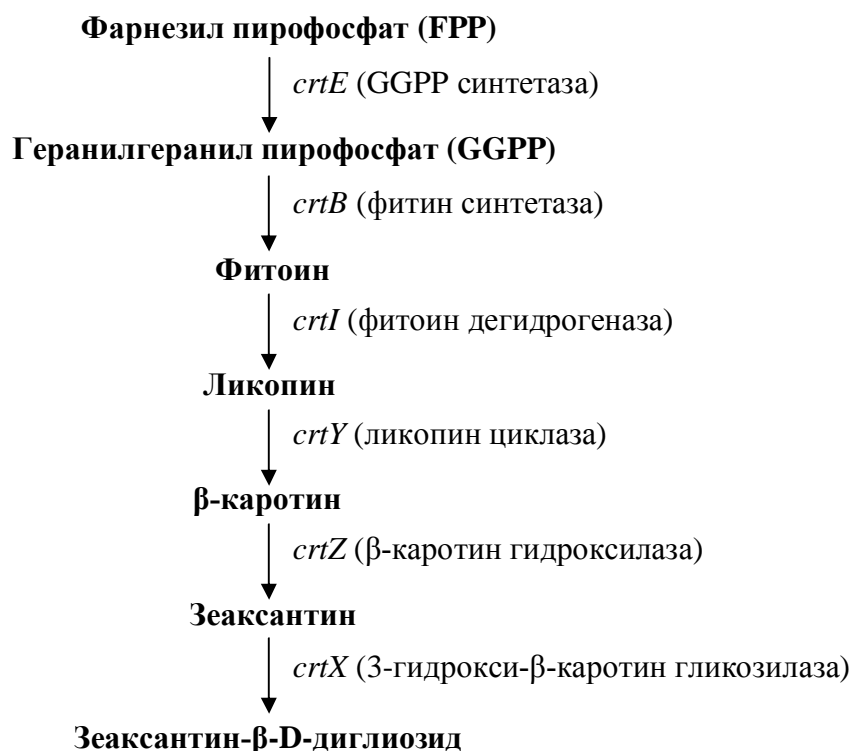 Фарнезил пирофосфат (FPP)
crtE (GGPP синтетаза)
Геранилгеранил пирофосфат (GGPP)
crtB (фитин синтетаза)
Фитоин
crtI (фитоин дегидрогеназа)
Ликопин
crtY (ликопин циклаза)
β-каротин
crtZ (β-каротин гидроксилаза)
Зеаксантин
crtX (3-гидрокси-β-каротин гликозилаза)
Зеаксантин-β-D-диглиозид